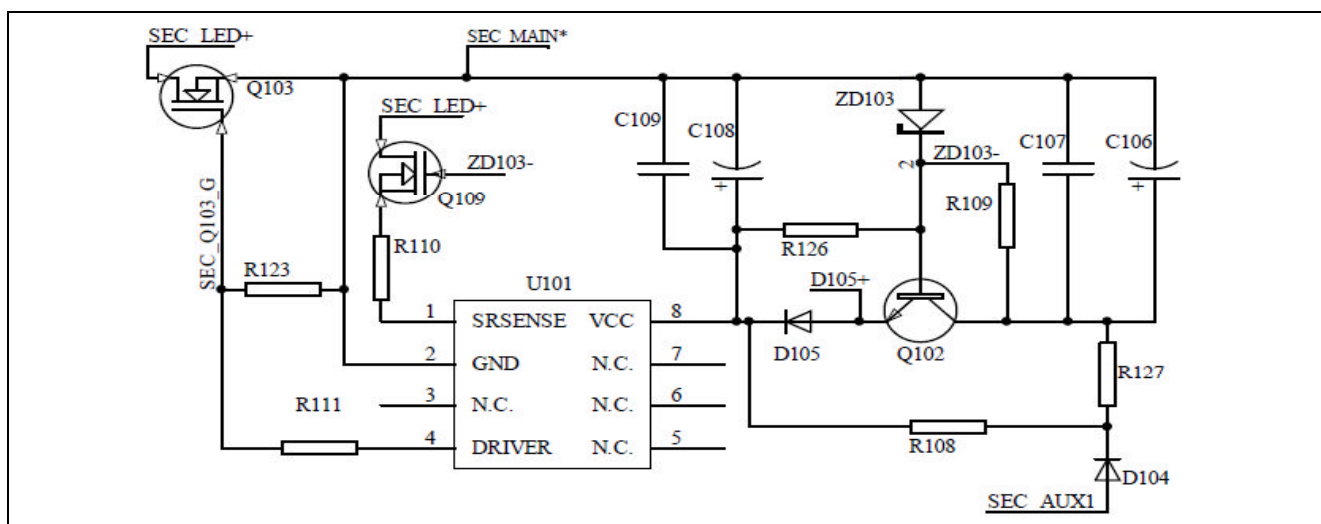 SEC_LED+
SEC_MAIN*
Q103
SEC_LED+
ZD103
C109
C108
C107
C106
ZD103-
2
ZD103-
Q109
R109
SEC_Q103_G
R110
R126
R123
U101
D105+
1
SRSENSE
VCC
8
D105
Q102
2
GND
N.C.
7
R127
R111
3
N.C.
N.C.
6
4
DRIVER
N.C.
5
R108
D104
SEC_AUX1
+
+